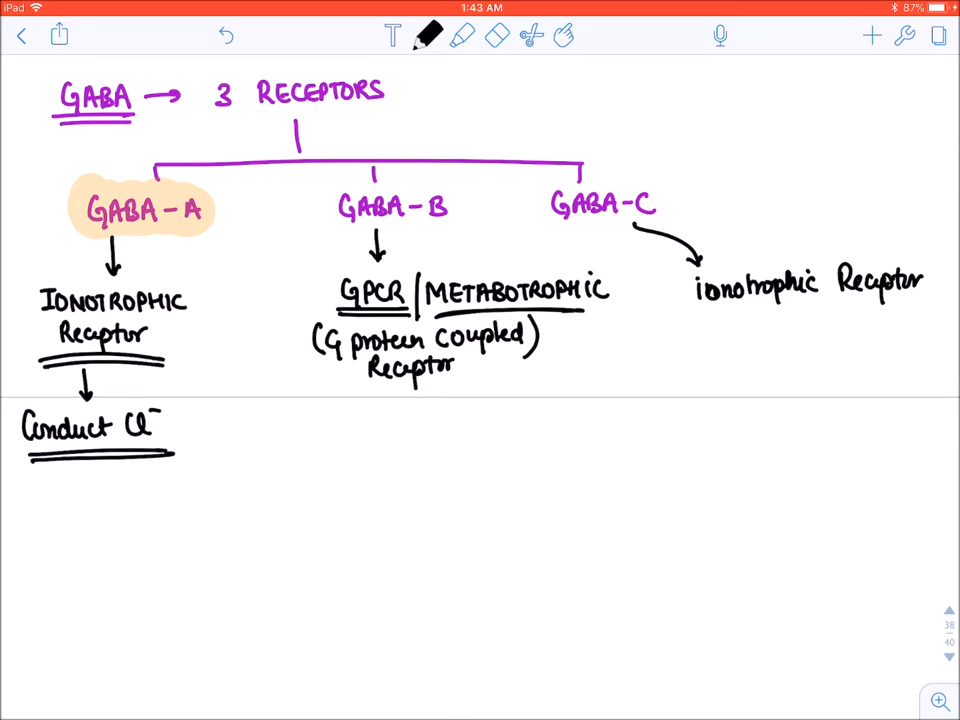 iPad
1:43 AM
87%
T
GABA → 3 RECEPTORS
GABA-A
GABA-B
GABA-C
IONOTROPHIC
Receptor
Conduct Cl⁻
GPCR / METABOTROPHIC
(G protein Coupled)
Receptor
ionotrophic Receptor
38
40